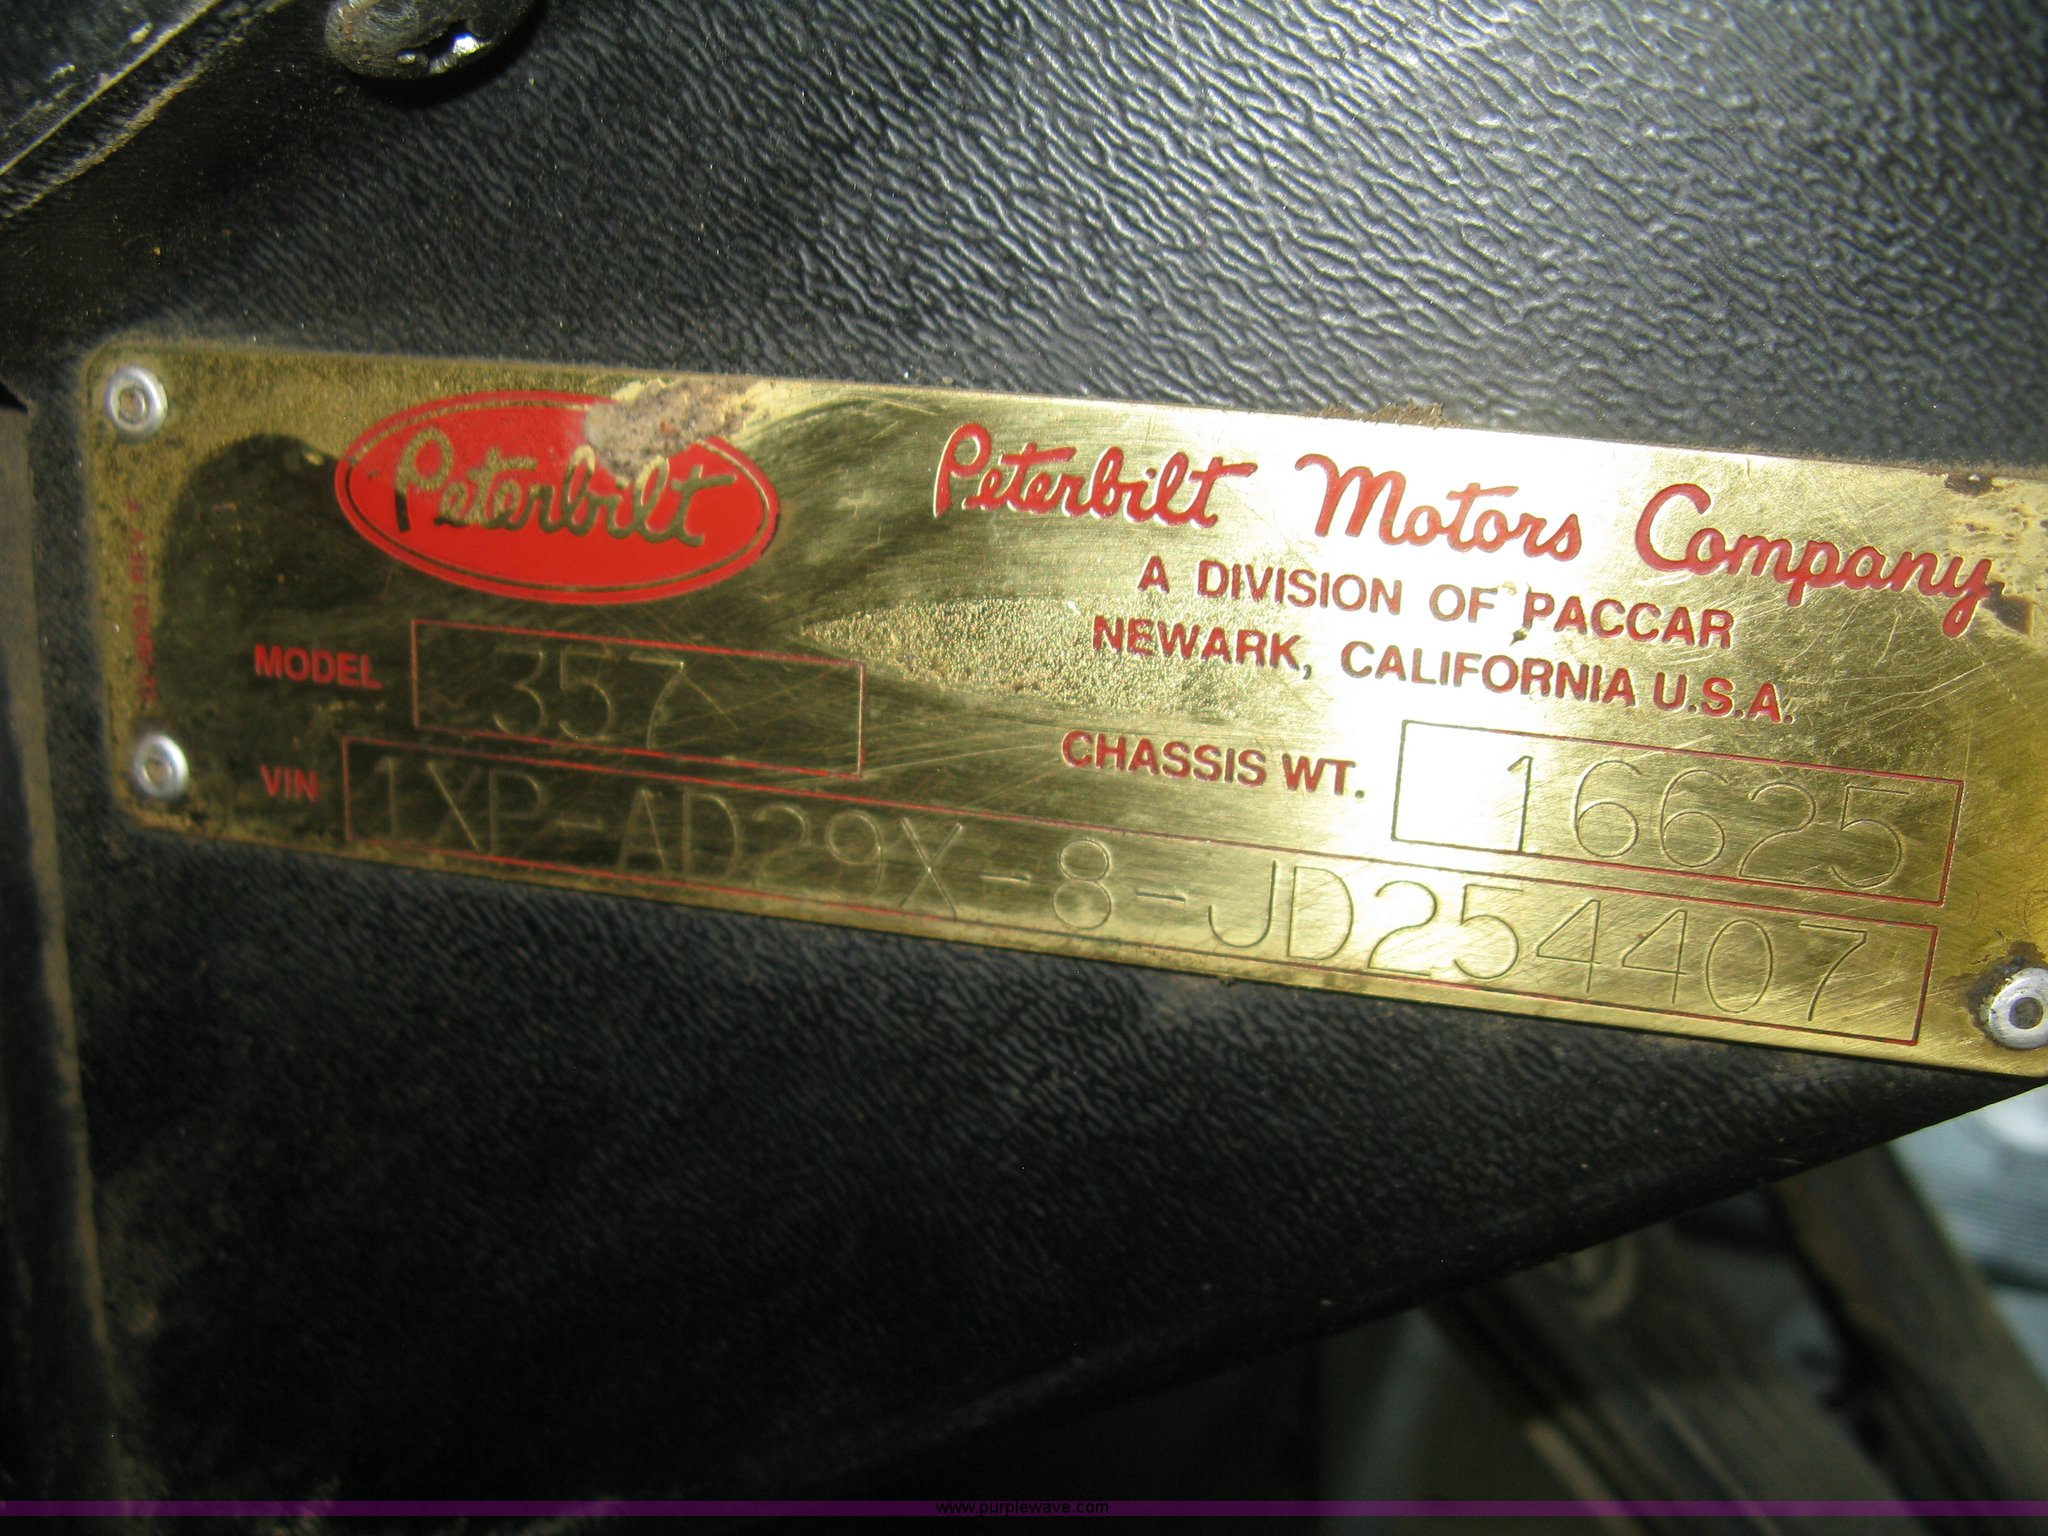 Peterbilt
Peterbilt Motors Company
A DIVISION OF PACCAR
NEWARK, CALIFORNIA U.S.A.
MODEL 357
CHASSIS WT. 16625
VIN 1XP-AD29X-8-JD254407
www.purplewave.com